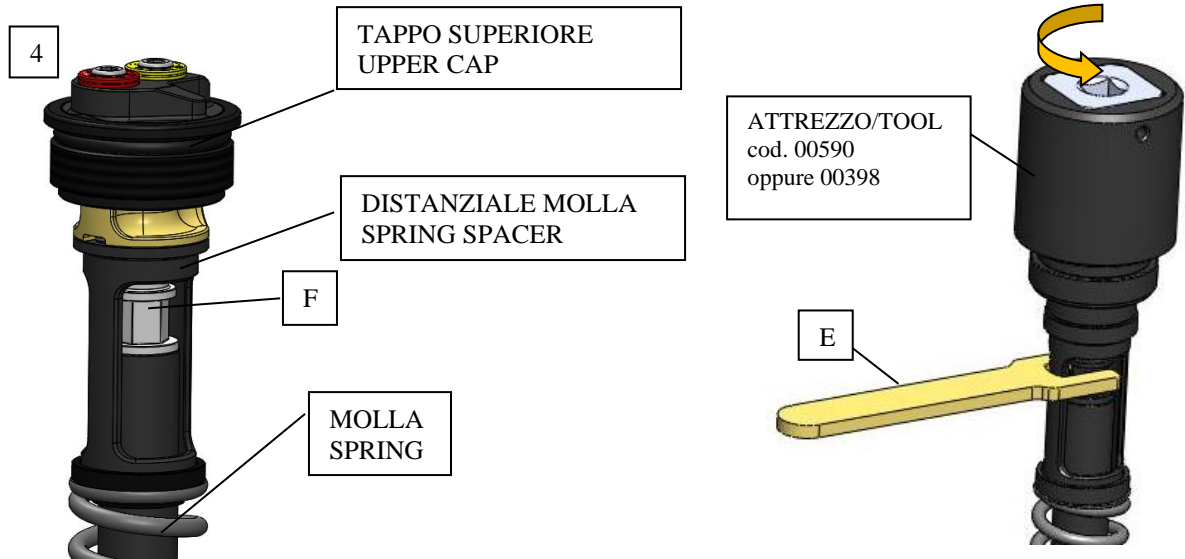 4
TAPPO SUPERIORE
UPPER CAP
DISTANZIALE MOLLA
SPRING SPACER
F
MOLLA
SPRING
ATTREZZO/TOOL
cod. 00590
oppure 00398
E